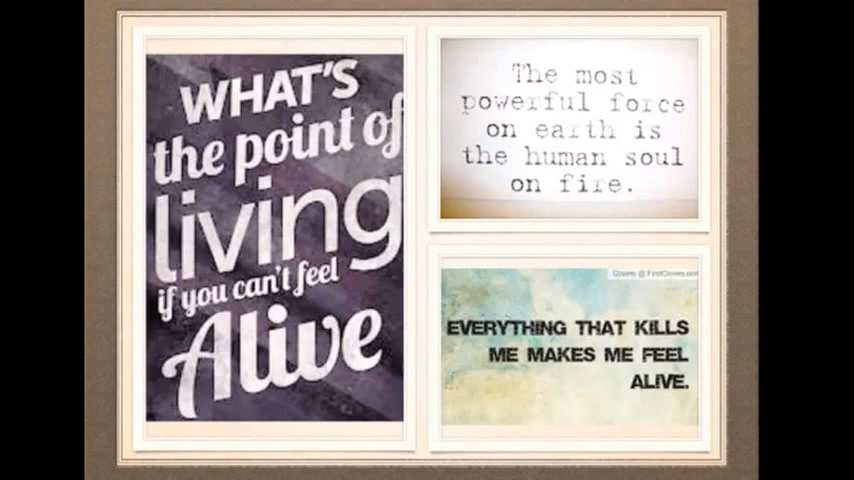 WHAT'S
the point of
living
if you can't feel
Alive
The most
powerful force
on earth is
the human soul
on fire.
Covers @ FirstCovers.com
EVERYTHING THAT KILLS
ME MAKES ME FEEL
ALIVE.